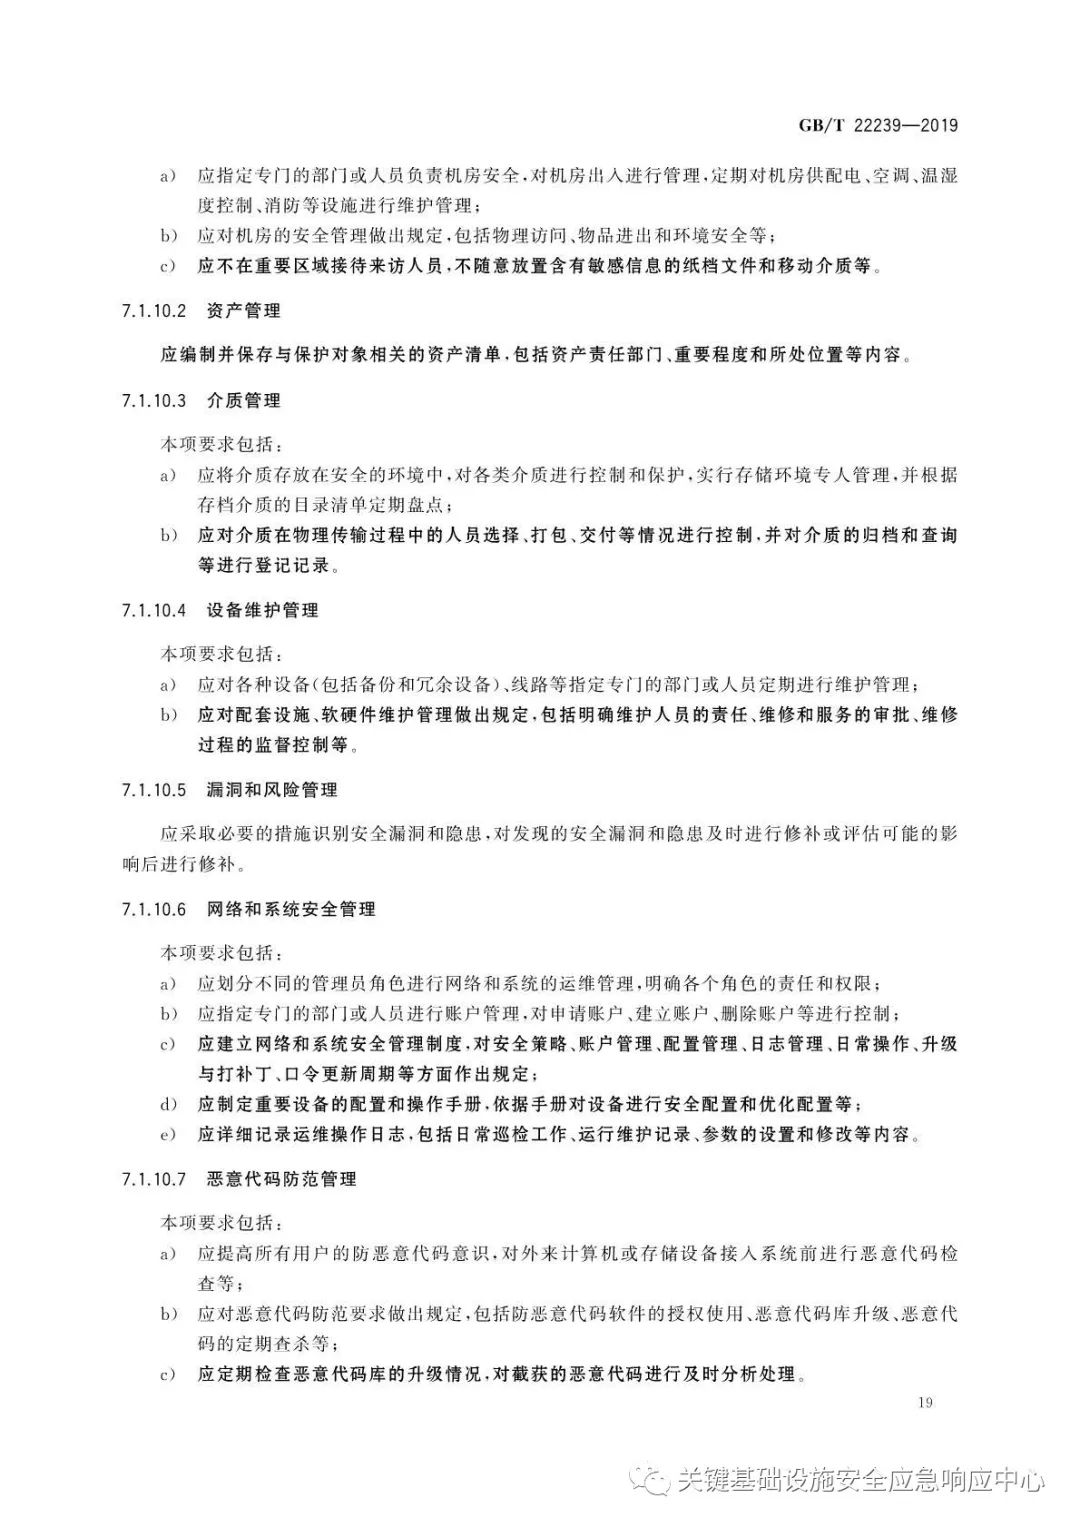 GB/T 22239—2019
a) 应指定专门的部门或人员负责机房安全,对机房出入进行管理,定期对机房供配电、空调、温湿
度控制、消防等设施进行维护管理;
b) 应对机房的安全管理做出规定,包括物理访问、物品进出和环境安全等;
c) 应不在重要区域接待来访人员,不随意放置含有敏感信息的纸档文件和移动介质等。
7.1.10.2 资产管理
应编制并保存与保护对象相关的资产清单,包括资产责任部门、重要程度和所处位置等内容。
7.1.10.3 介质管理
本项要求包括:
a) 应将介质存放在安全的环境中,对各类介质进行控制和保护,实行存储环境专人管理,并根据
存档介质的目录清单定期盘点;
b) 应对介质在物理传输过程中的人员选择、打包、交付等情况进行控制,并对介质的归档和查询
等进行登记记录。
7.1.10.4 设备维护管理
本项要求包括:
a) 应对各种设备(包括备份和冗余设备)、线路等指定专门的部门或人员定期进行维护管理;
b) 应对配套设施、软硬件维护管理做出规定,包括明确维护人员的责任、维修和服务的审批、维修
过程的监督控制等。
7.1.10.5 漏洞和风险管理
应采取必要的措施识别安全漏洞和隐患,对发现的安全漏洞和隐患及时进行修补或评估可能的影
响后进行修补。
7.1.10.6 网络和系统安全管理
本项要求包括:
a) 应划分不同的管理员角色进行网络和系统的运维管理,明确各个角色的责任和权限;
b) 应指定专门的部门或人员进行账户管理,对申请账户、建立账户、删除账户等进行控制;
c) 应建立网络和系统安全管理制度,对安全策略、账户管理、配置管理、日志管理、日常操作、升级
与打补丁、口令更新周期等方面作出规定;
d) 应制定重要设备的配置和操作手册,依据手册对设备进行安全配置和优化配置等;
e) 应详细记录运维操作日志,包括日常巡检工作、运行维护记录、参数的设置和修改等内容。
7.1.10.7 恶意代码防范管理
本项要求包括:
a) 应提高所有用户的防恶意代码意识,对外来计算机或存储设备接入系统前进行恶意代码检
查等;
b) 应对恶意代码防范要求做出规定,包括防恶意代码软件的授权使用、恶意代码库升级、恶意代
码的定期查杀等;
c) 应定期检查恶意代码库的升级情况,对截获的恶意代码进行及时分析处理。
19
关键基础设施安全应急响应中心